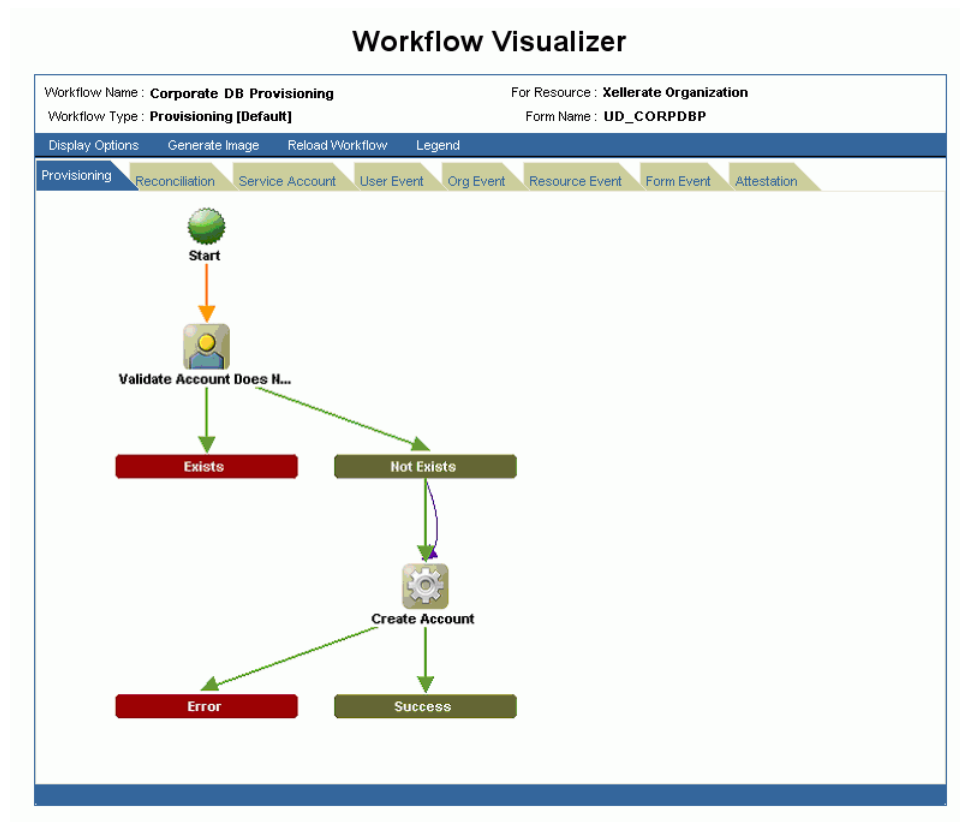 Workflow Visualizer
Workflow Name : Corporate DB Provisioning For Resource : Xellerate Organization
Workflow Type : Provisioning [Default] Form Name : UD_CORPDBP
Display Options Generate Image Reload Workflow Legend
Provisioning Reconciliation Service Account User Event Org Event Resource Event Form Event Attestation
Start
Validate Account Does N...
Exists Not Exists
Create Account
Error Success